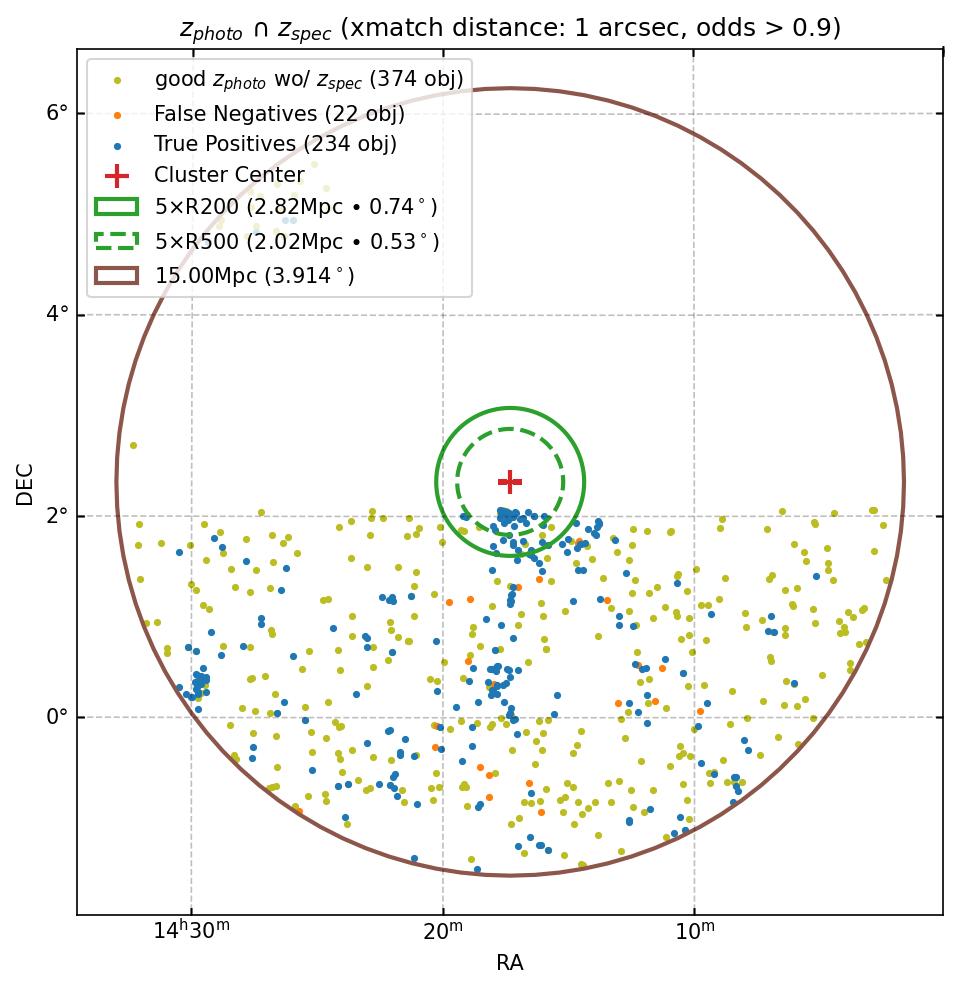 z_photo ∩ z_spec (xmatch distance: 1 arcsec, odds > 0.9)
good z_photo wo/ z_spec (374 obj)
False Negatives (22 obj)
True Positives (234 obj)
Cluster Center
5×R200 (2.82Mpc • 0.74°)
5×R500 (2.02Mpc • 0.53°)
15.00Mpc (3.914°)
6°
4°
2°
0°
DEC
14h30m
20m
10m
RA